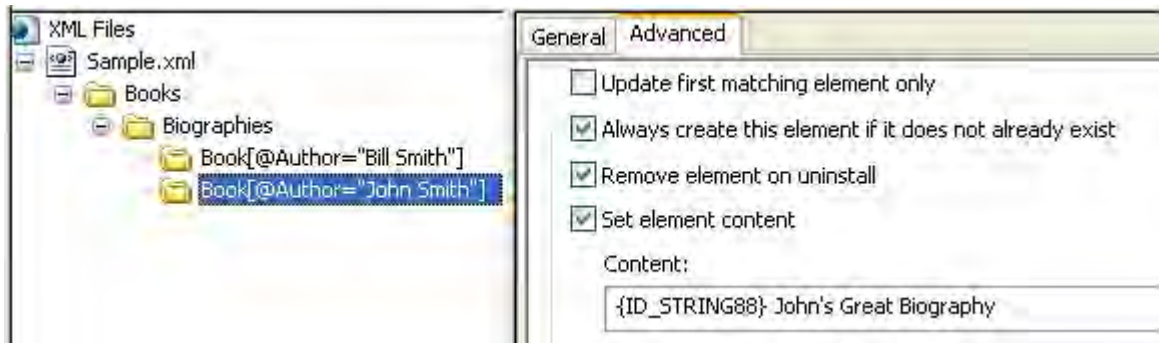 XML Files
Sample.xml
Books
Biographies
Book[@Author="Bill Smith"]
Book[@Author="John Smith"]
General
Advanced
Update first matching element only
Always create this element if it does not already exist
Remove element on uninstall
Set element content
Content:
{ID_STRING88} John's Great Biography